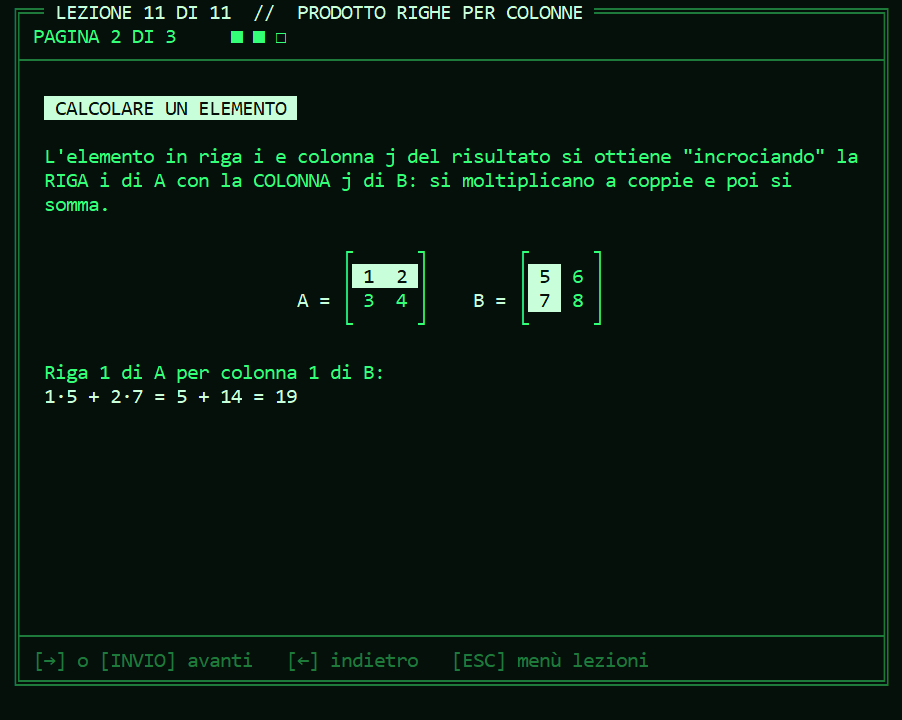 LEZIONE 11 DI 11 // PRODOTTO RIGHE PER COLONNE
PAGINA 2 DI 3 ■ ■ □
CALCOLARE UN ELEMENTO
L'elemento in riga i e colonna j del risultato si ottiene "incrociando" la
RIGA i di A con la COLONNA j di B: si moltiplicano a coppie e poi si
somma.
1 2 5 6
A = 3 4 B = 7 8
Riga 1 di A per colonna 1 di B:
1·5 + 2·7 = 5 + 14 = 19
[→] o [INVIO] avanti [←] indietro [ESC] menù lezioni